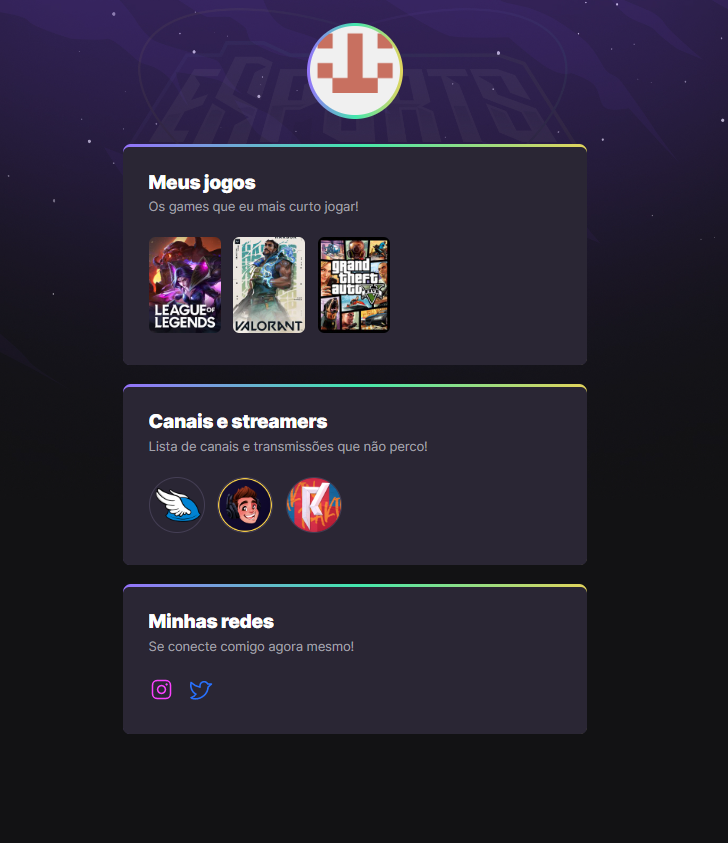 ESPORTS
Meus jogos
Os games que eu mais curto jogar!
LEAGUE OF
LEGENDS
VALORANT
grand
theft
auto
V
Canais e streamers
Lista de canais e transmissões que não perco!
Minhas redes
Se conecte comigo agora mesmo!